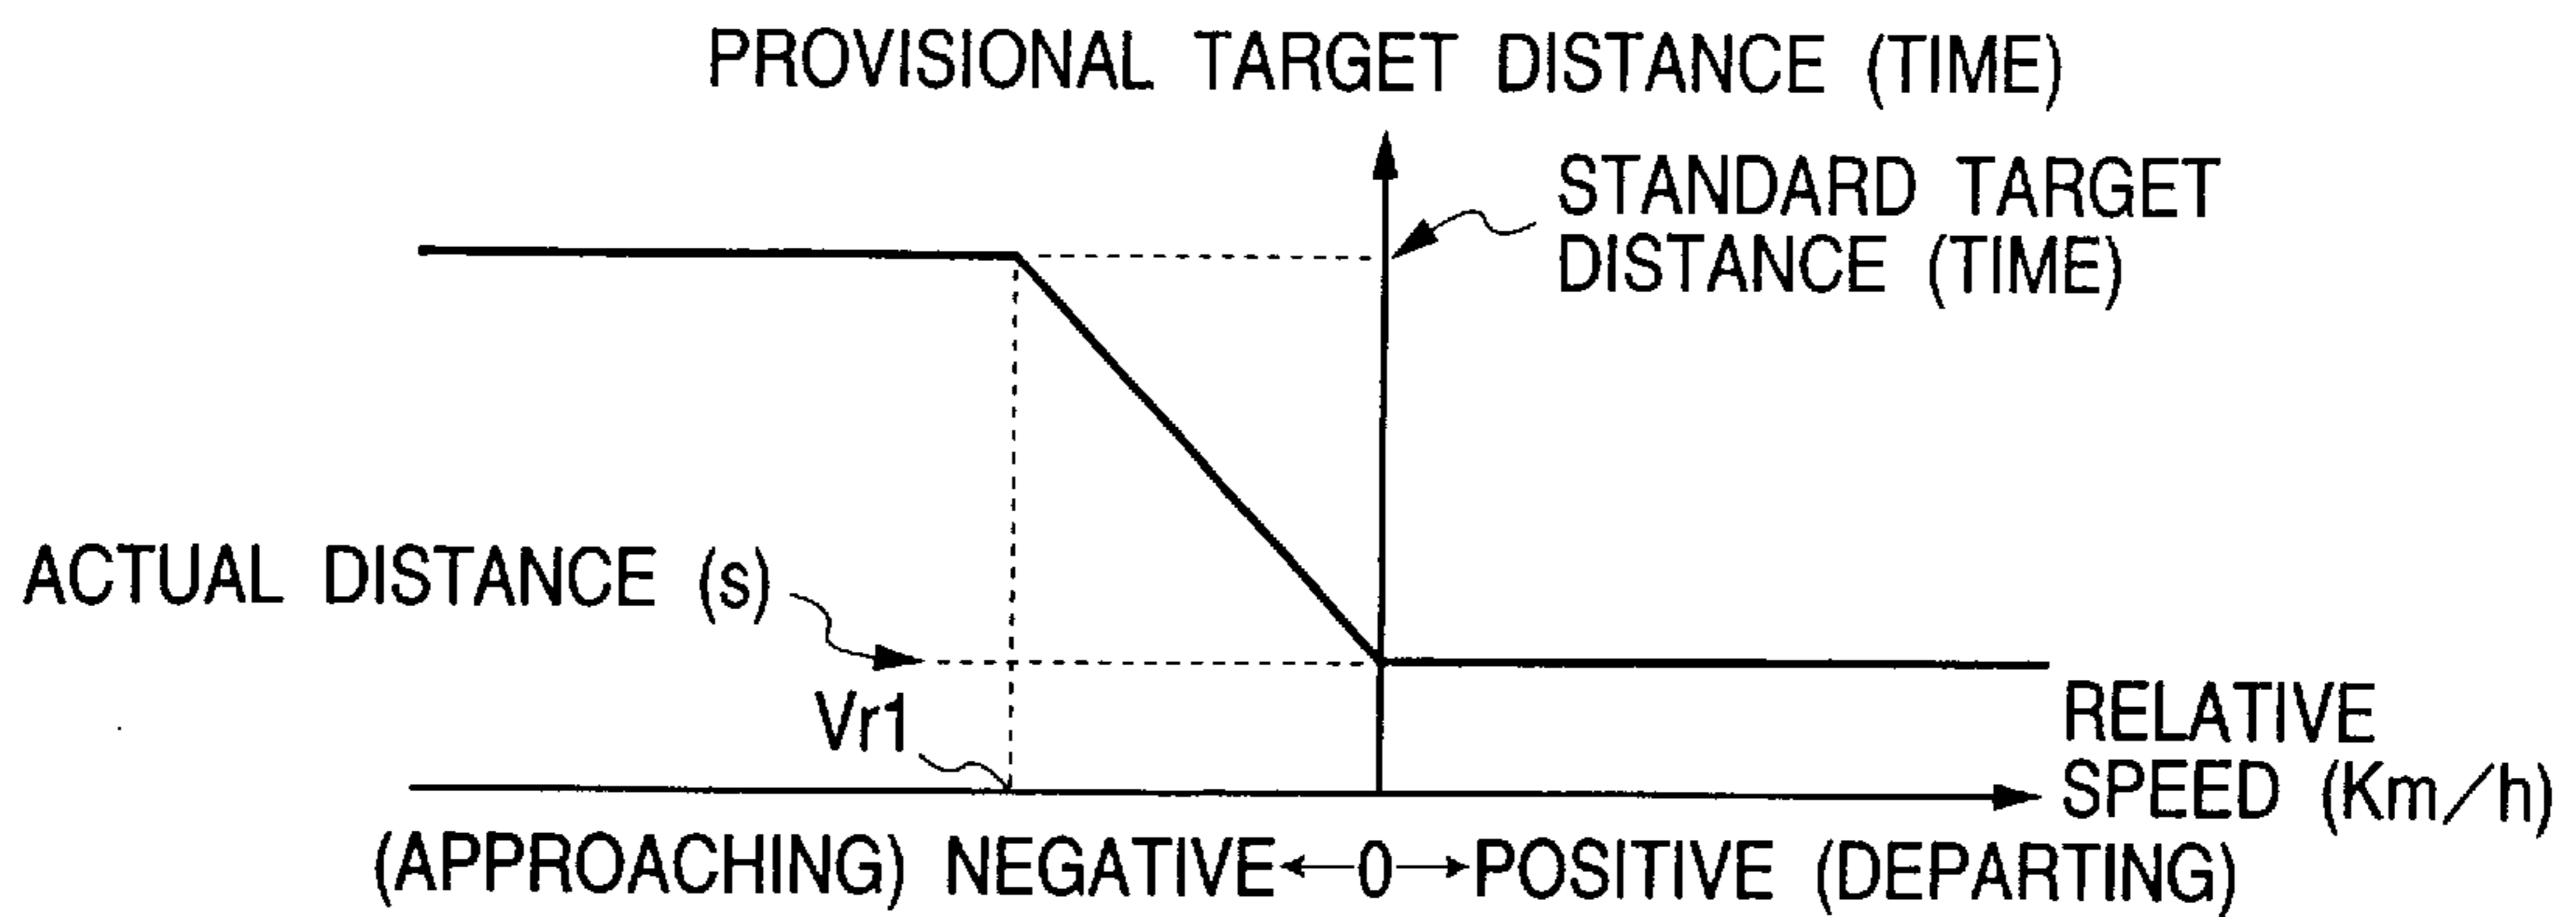 PROVISIONAL TARGET DISTANCE (TIME)
STANDARD TARGET
DISTANCE (TIME)
ACTUAL DISTANCE (s)
Vr1
RELATIVE
SPEED (Km/h)
(APPROACHING) NEGATIVE←0→POSITIVE (DEPARTING)